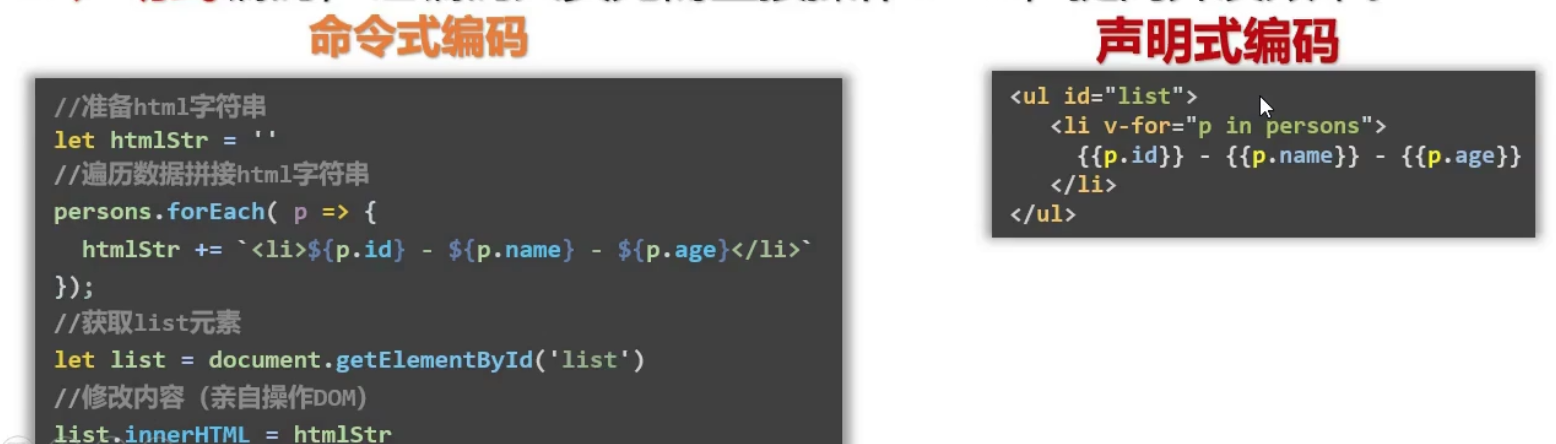 命令式编码
//准备html字符串
let htmlStr = ''
//遍历数据拼接html字符串
persons.forEach( p => {
  htmlStr += `<li>${p.id} - ${p.name} - ${p.age}</li>`
});
//获取list元素
let list = document.getElementById('list')
//修改内容（亲自操作DOM）
list.innerHTML = htmlStr
声明式编码
<ul id="list">
   <li v-for="p in persons">
     {{p.id}} - {{p.name}} - {{p.age}}
   </li>
</ul>